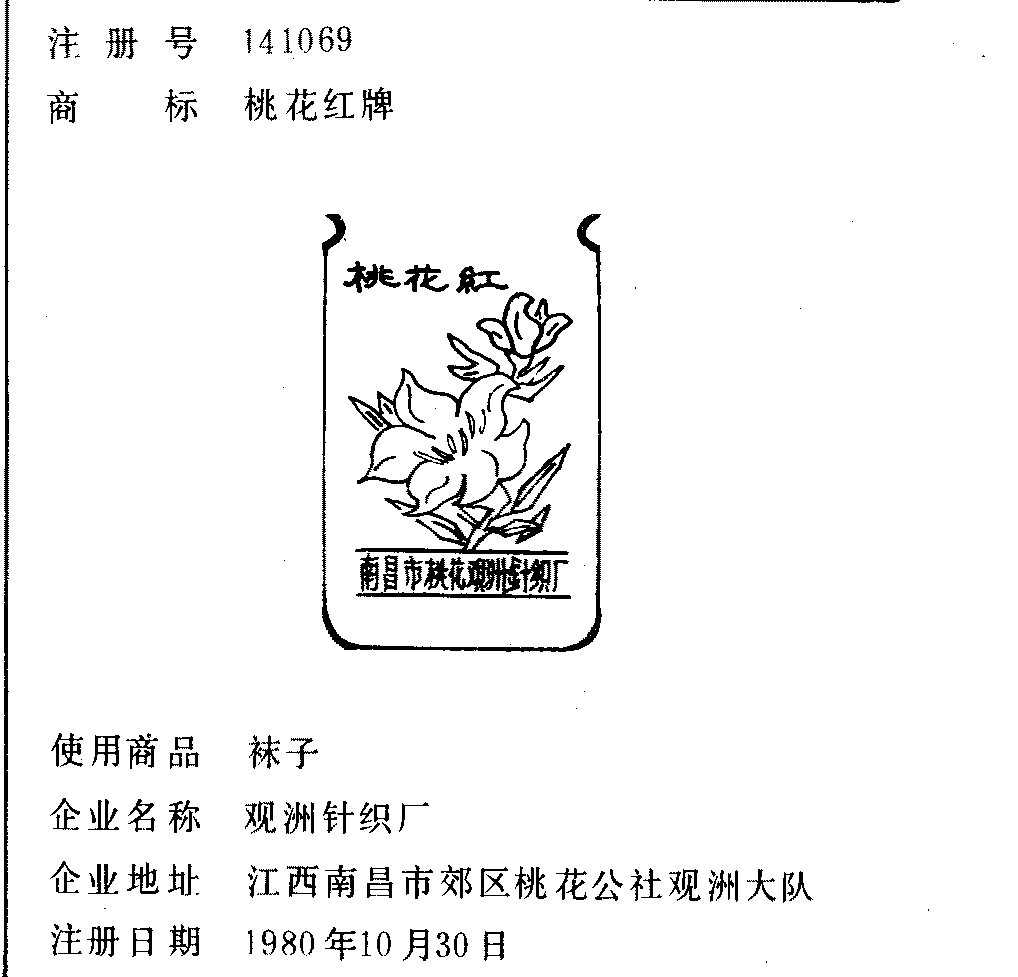 注册号 141069
商标 桃花红牌
桃花紅
南昌市桃花观洲针织厂
使用商品 袜子
企业名称 观洲针织厂
企业地址 江西南昌市郊区桃花公社观洲大队
注册日期 1980年10月30日